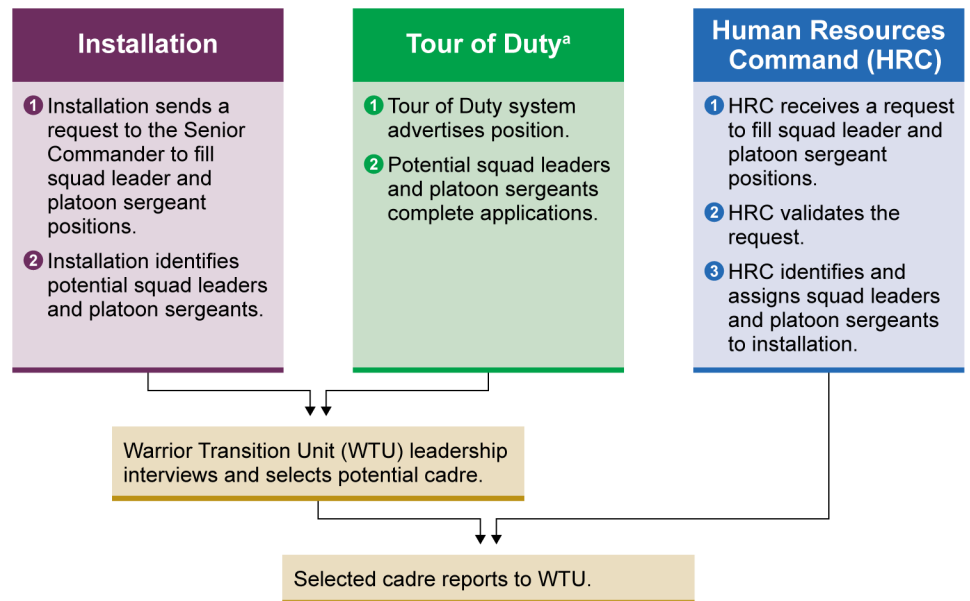 Installation
1 Installation sends a
request to the Senior
Commander to fill
squad leader and
platoon sergeant
positions.
2 Installation identifies
potential squad leaders
and platoon sergeants.
Tour of Dutyª
1 Tour of Duty system
advertises position.
2 Potential squad leaders
and platoon sergeants
complete applications.
Human Resources
Command (HRC)
1 HRC receives a request
to fill squad leader and
platoon sergeant
positions.
2 HRC validates the
request.
3 HRC identifies and
assigns squad leaders
and platoon sergeants
to installation.
Warrior Transition Unit (WTU) leadership
interviews and selects potential cadre.
Selected cadre reports to WTU.